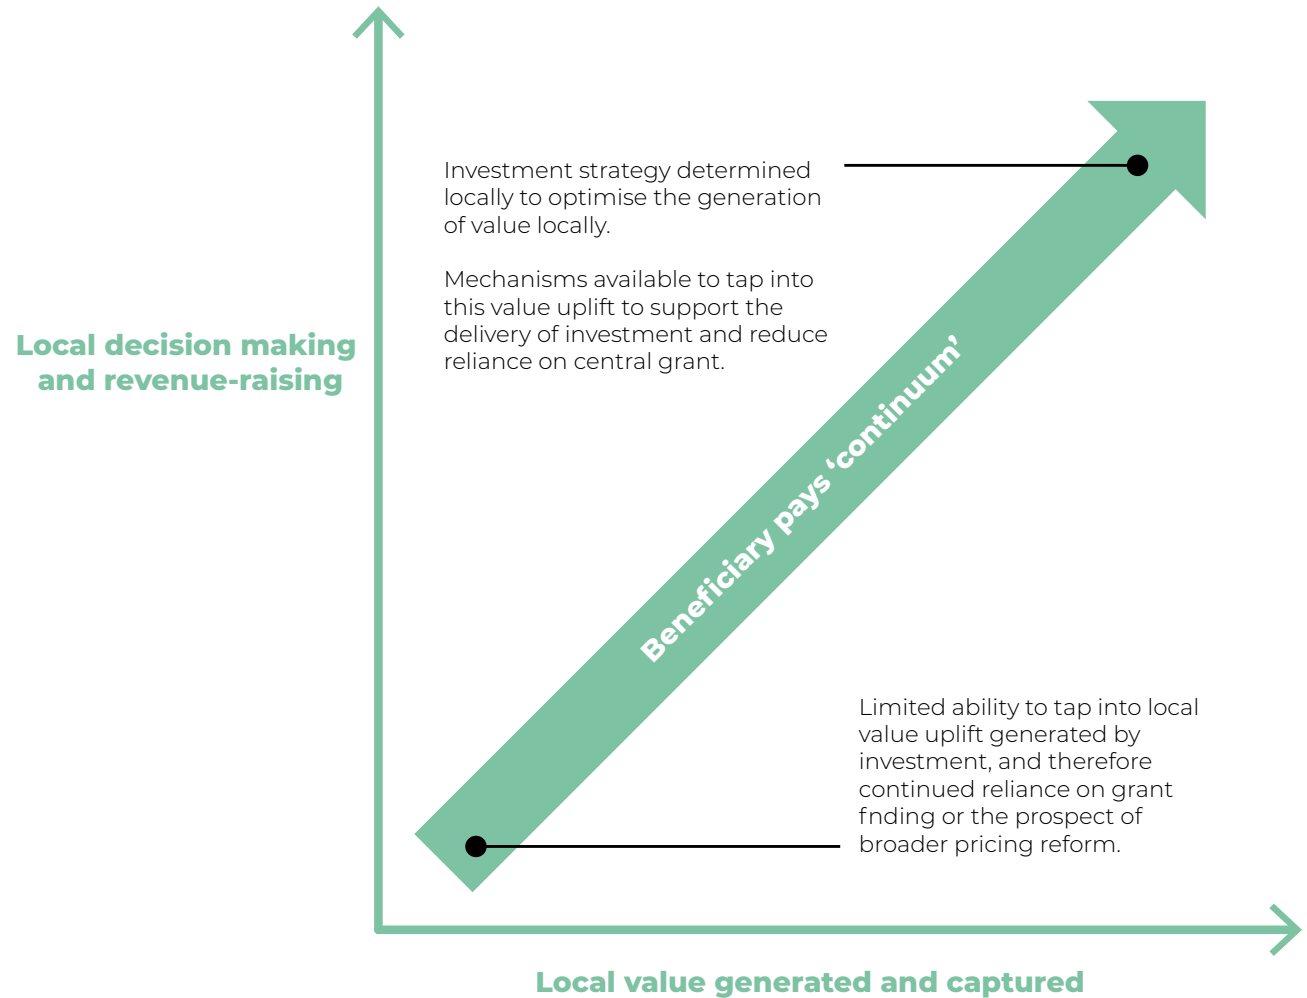 Investment strategy determined
locally to optimise the generation
of value locally.
Mechanisms available to tap into
this value uplift to support the
delivery of investment and reduce
reliance on central grant.
Local decision making
and revenue-raising
Beneficiary pays ‘continuum’
Limited ability to tap into local
value uplift generated by
investment, and therefore
continued reliance on grant
fnding or the prospect of
broader pricing reform.
Local value generated and captured